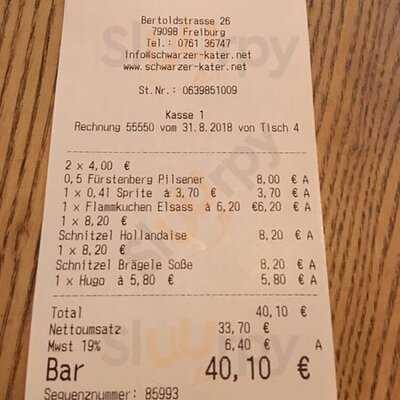 Bertoldstrasse 26
79098 Freiburg
Tel.: 0761 36747
Info@schwarzer-kater.net
www.schwarzer-kater.net
St.Nr.: 0639851009
Kasse 1
Rechnung 55550 vom 31.8.2018 von Tisch 4
2 x 4,00 €
0,5 Fürstenberg Pilsener 8,00 € A
1 x 0,4l Sprite á 3,70 € 3,70 € A
1 x Flammkuchen Elsass á 6,20 €6,20 € A
1 x 8,20 €
Schnitzel Hollandaise 8,20 € A
1 x 8,20 €
Schnitzel Brägele Soße 8,20 € A
1 x Hugo á 5,80 € 5,80 € A
Total 40,10 €
Nettoumsatz 33,70 €
Mwst 19% 6,40 € A
Bar 40,10 €
Sequenznummer: 85993
sluurpy
sluurpy
sluurpy